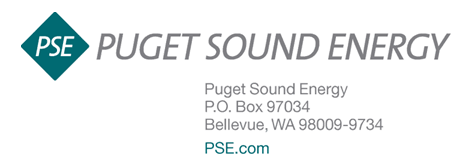 PSE PUGET SOUND ENERGY
Puget Sound Energy
P.O. Box 97034
Bellevue, WA 98009-9734
PSE.com